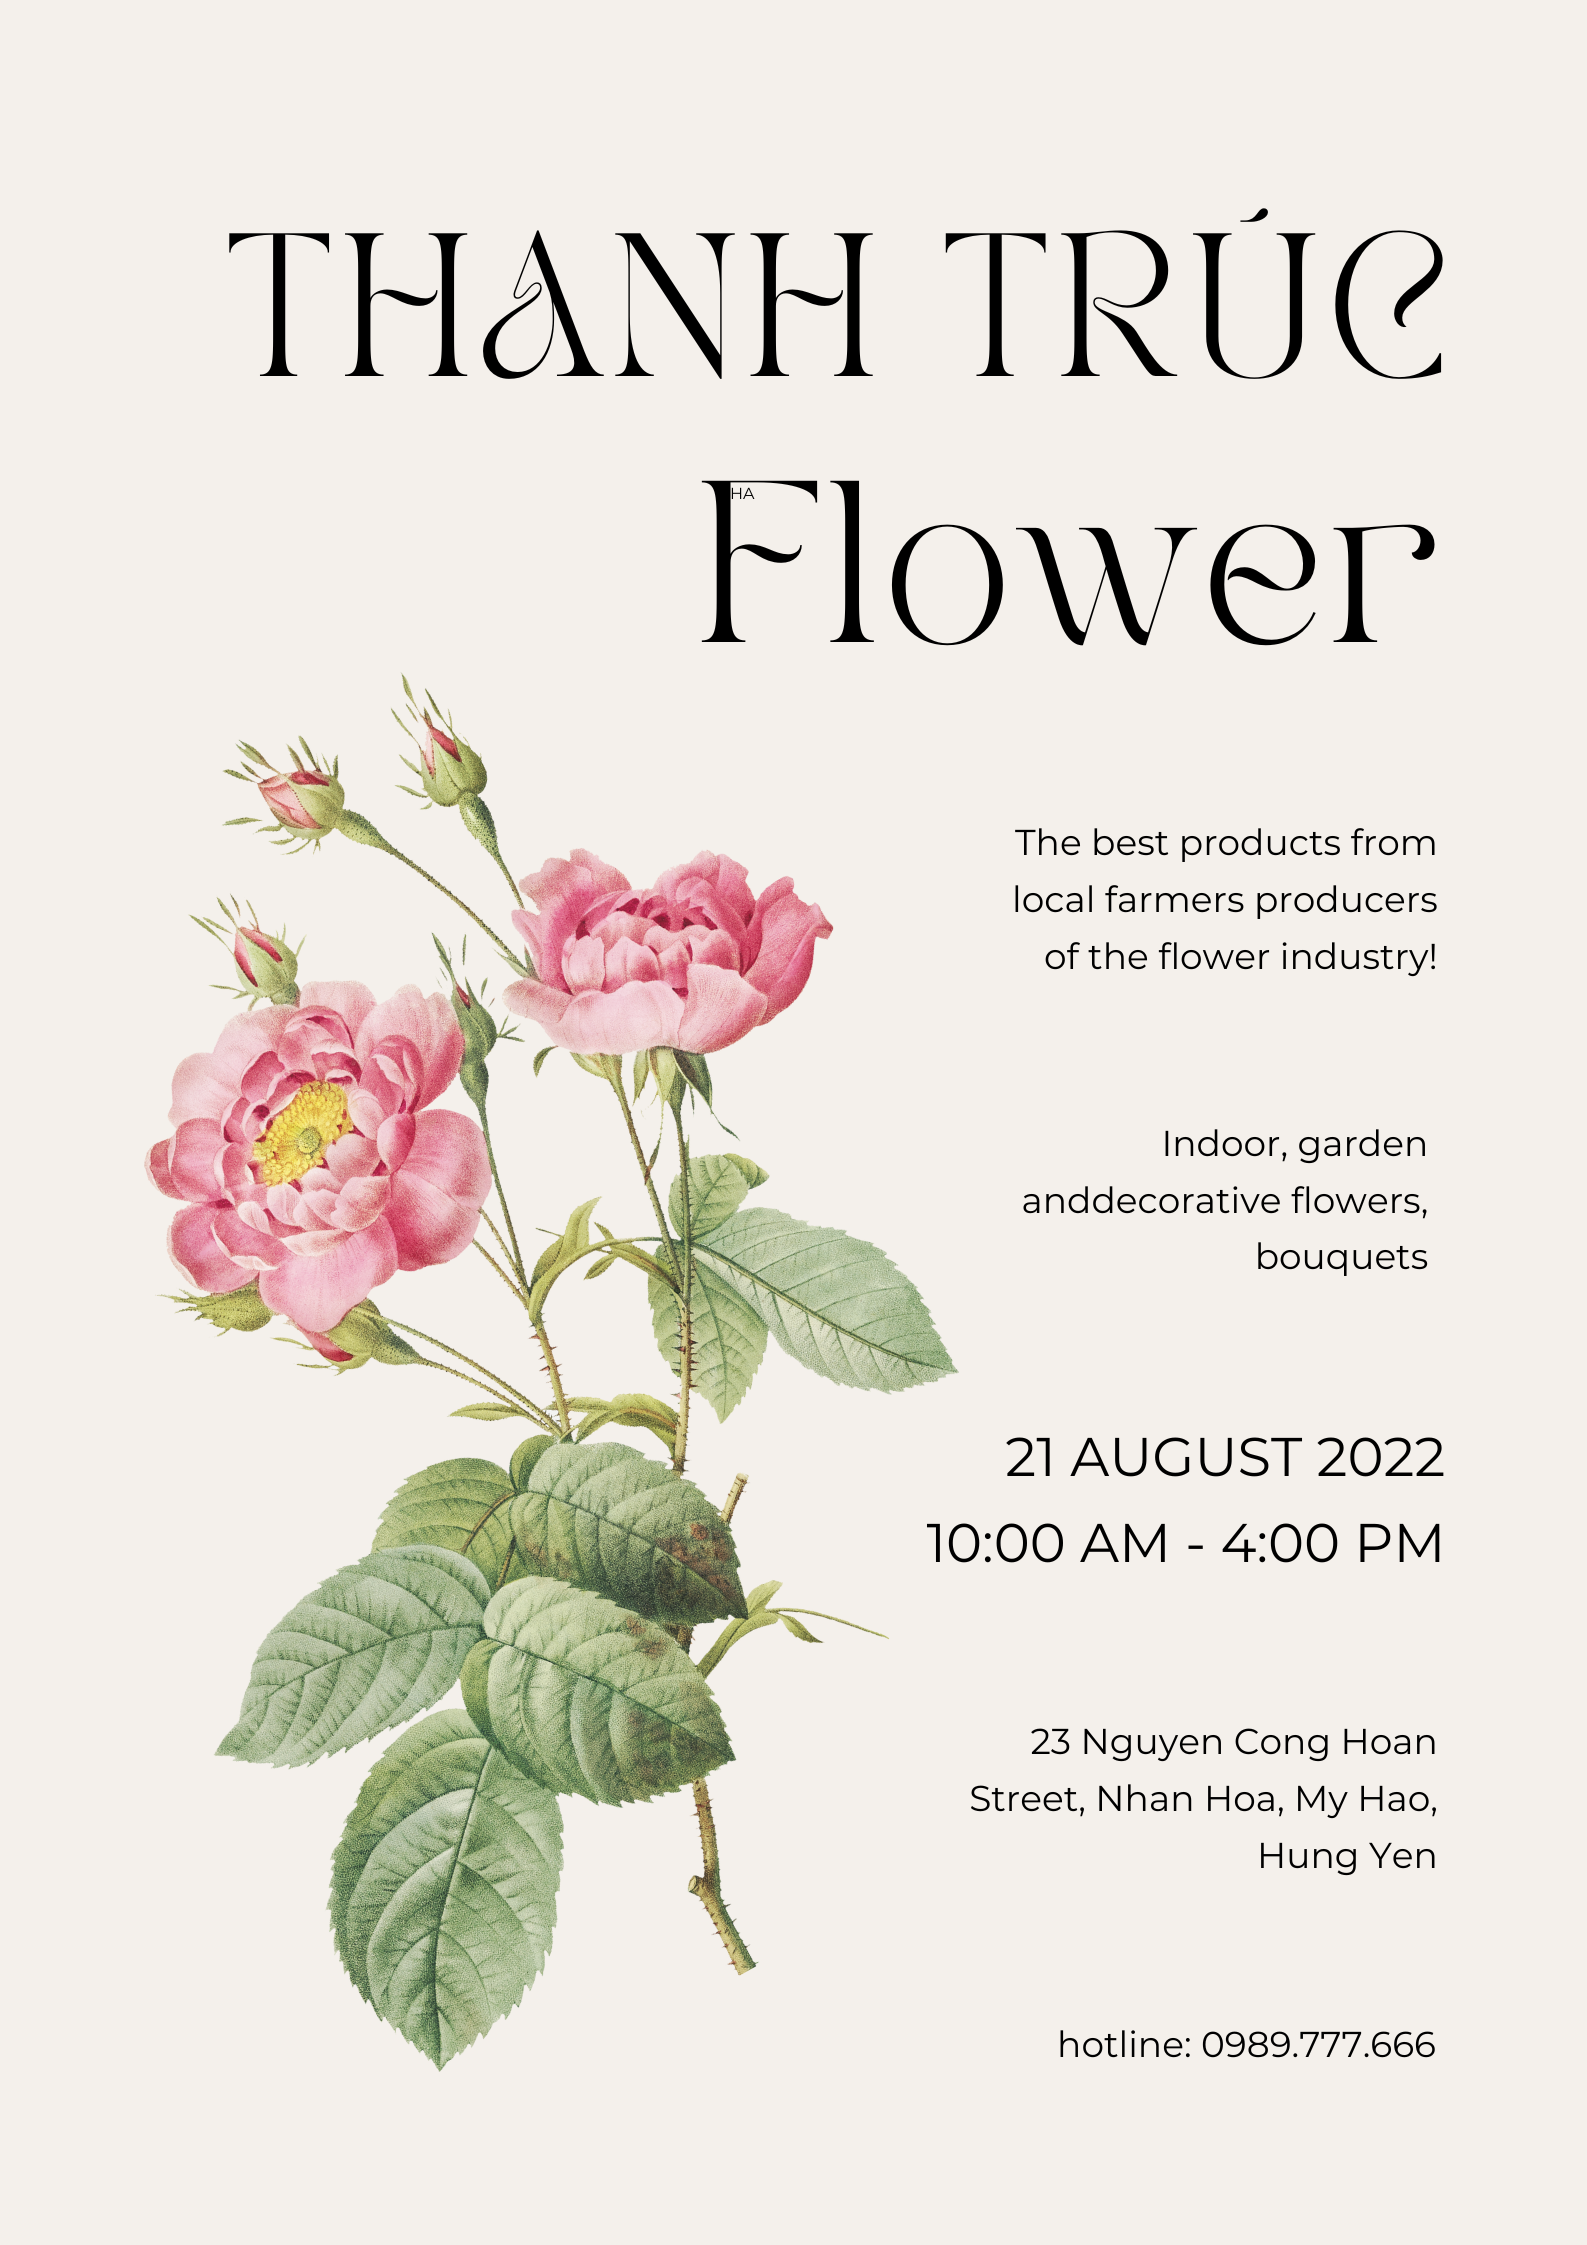 THANH TRÚC
Flower
HA
The best products from
local farmers producers
of the flower industry!
Indoor, garden
anddecorative flowers,
bouquets
21 AUGUST 2022
10:00 AM - 4:00 PM
23 Nguyen Cong Hoan
Street, Nhan Hoa, My Hao,
Hung Yen
hotline: 0989.777.666